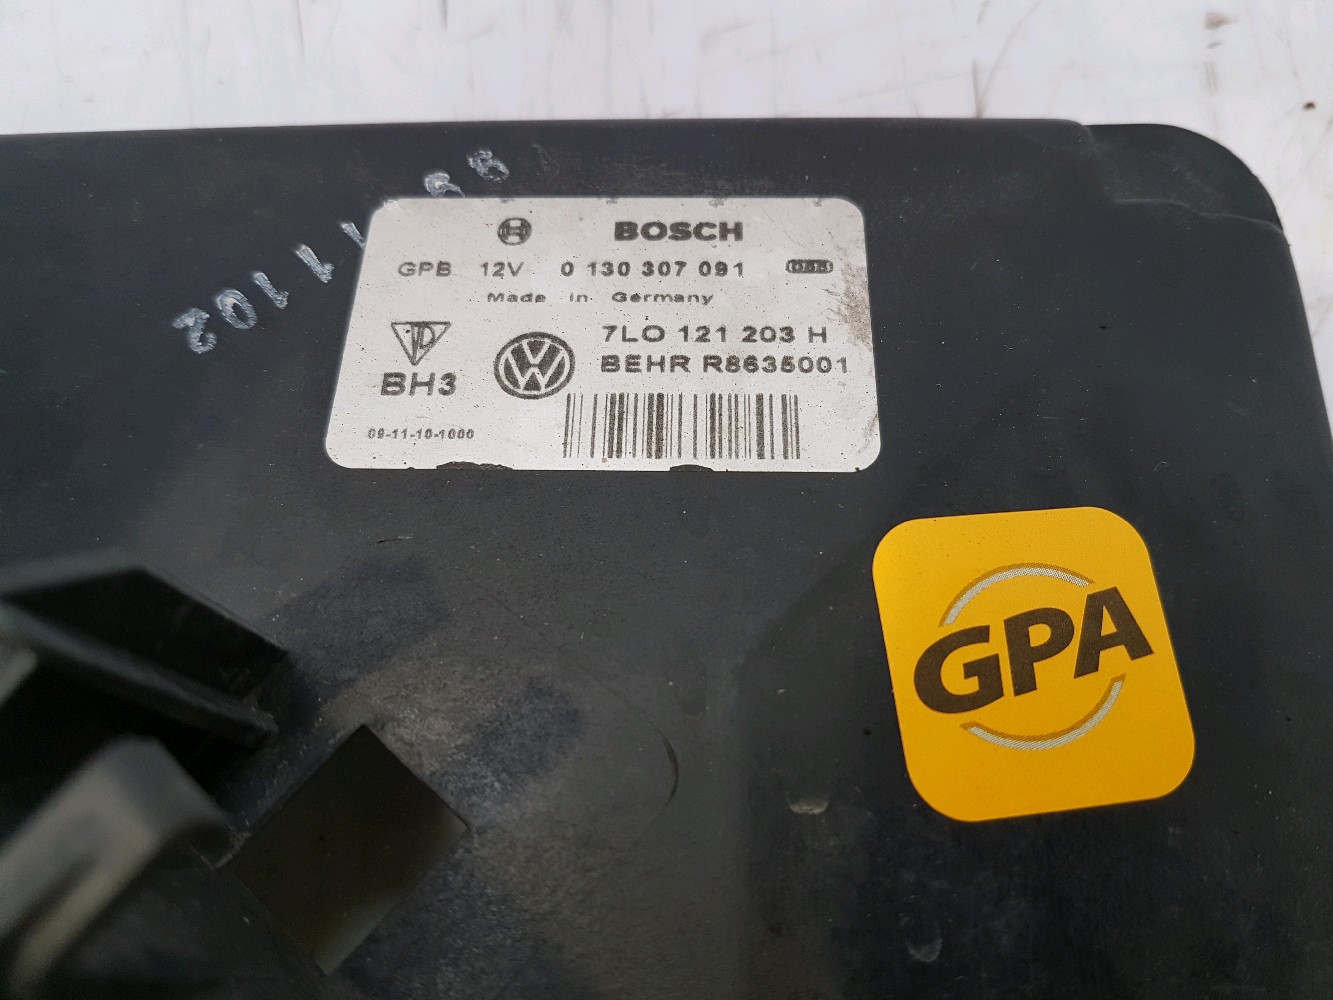 BOSCH
GPB 12V 0 130 307 091
Made in Germany
7LO 121 203 H
BEHR R8635001
BH3
09-11-10-1000
GPA